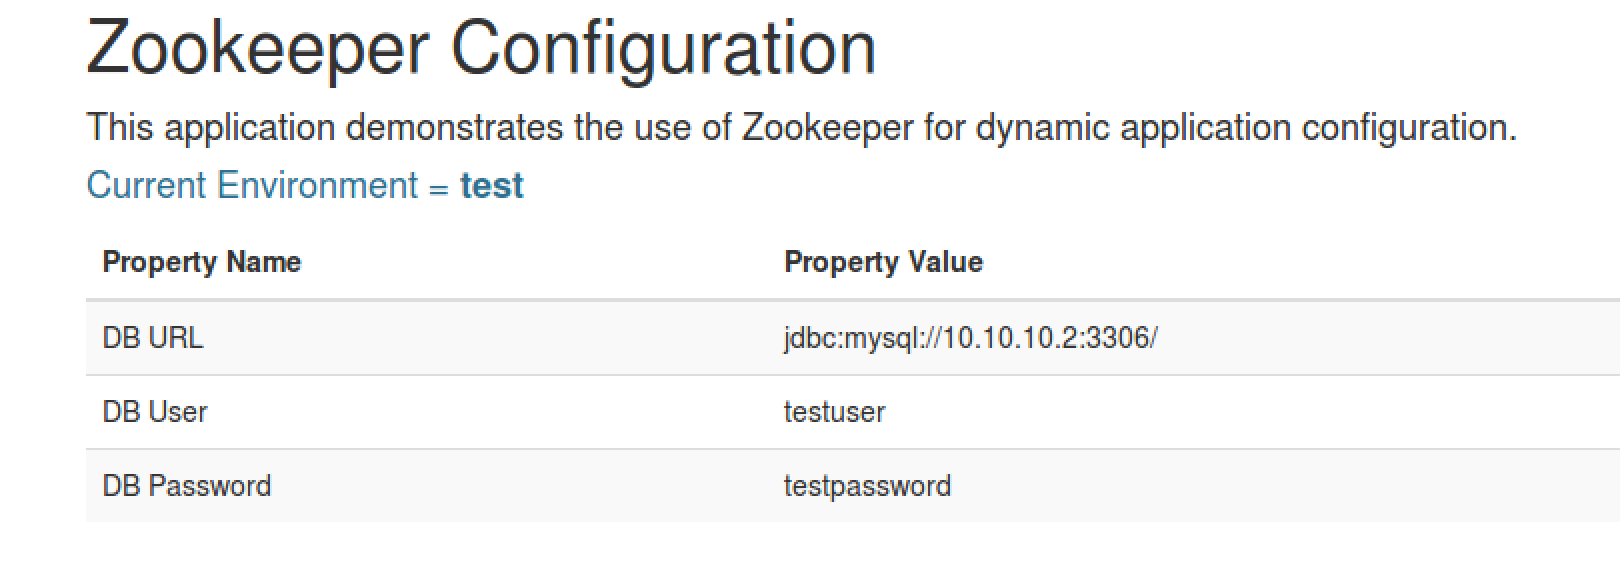 Zookeeper Configuration
This application demonstrates the use of Zookeeper for dynamic application configuration.
Current Environment = test
Property Name Property Value
DB URL jdbc:mysql://10.10.10.2:3306/
DB User testuser
DB Password testpassword